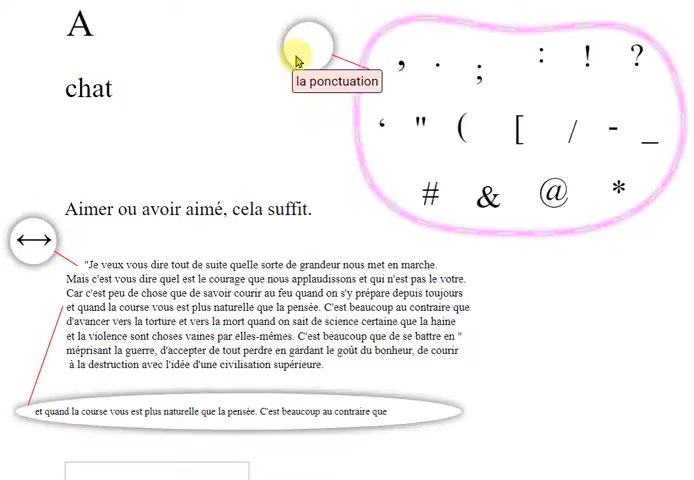 A
chat
la ponctuation
, . ; : ! ?
‘ " ( [ / - _
# & @ *
Aimer ou avoir aimé, cela suffit.
"Je veux vous dire tout de suite quelle sorte de grandeur nous met en marche.
Mais c'est vous dire quel est le courage que nous applaudissons et qui n'est pas le votre.
Car c'est peu de chose que de savoir courir au feu quand on s'y prépare depuis toujours
et quand la course vous est plus naturelle que la pensée. C'est beaucoup au contraire que
d'avancer vers la torture et vers la mort quand on sait de science certaine que la haine
et la violence sont choses vaines par elles-mêmes. C'est beaucoup que de se battre en "
méprisant la guerre, d'accepter de tout perdre en gardant le goût du bonheur, de courir
à la destruction avec l'idée d'une civilisation supérieure.
et quand la course vous est plus naturelle que la pensée. C'est beaucoup au contraire que